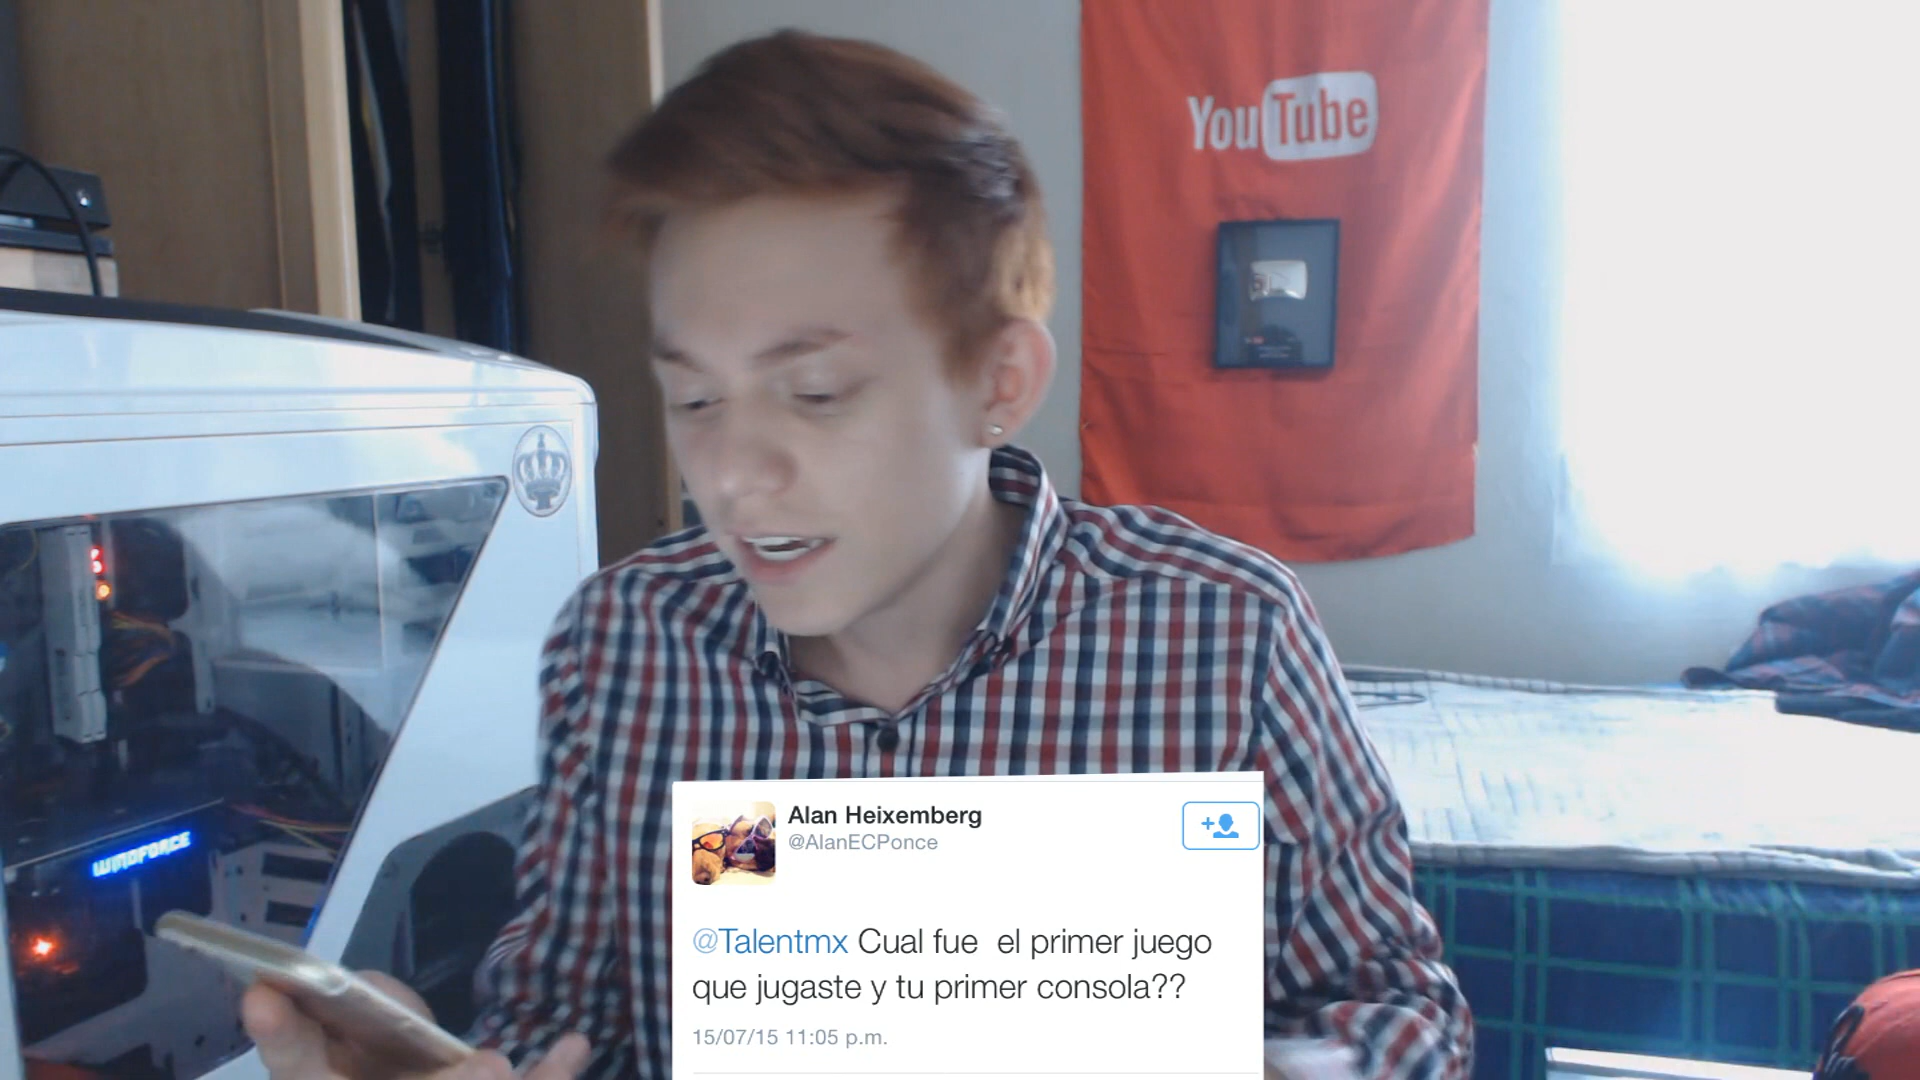 YouTube
WINDFORCE
Alan Heixemberg
@AlanECPonce
@Talentmx Cual fue  el primer juego
que jugaste y tu primer consola??
15/07/15 11:05 p.m.